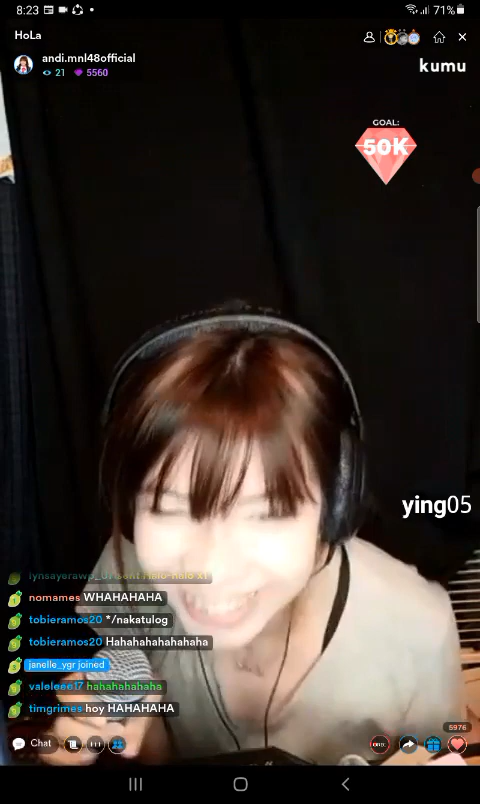 8:23
71%
HoLa
andi.mnl48official
21 5560
kumu
GOAL:
50K
ying05
nomames WHAHAHAHA
tobieramos20 */nakatulog
tobieramos20 Hahahahahahahaha
janelle_ygr joined
valeleee17 hahahahahaha
timgrimes hoy HAHAHAHA
5976
Chat